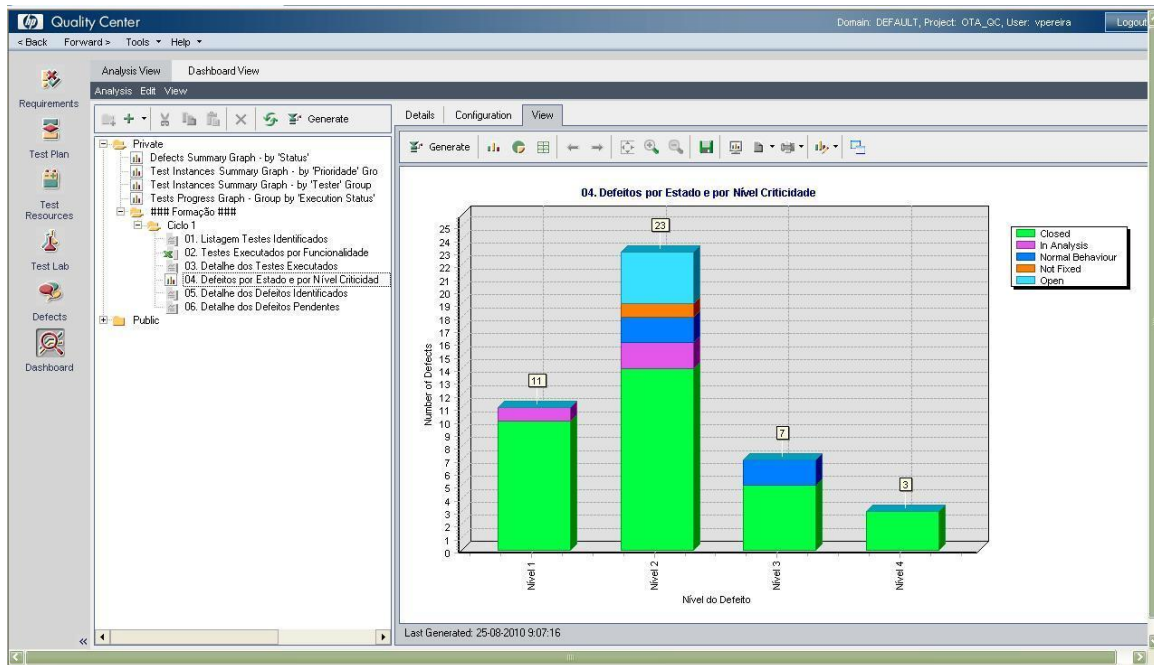 hp Quality Center
Domain: DEFAULT, Project: OTA_QC, User: vpereira
Logout
< Back Forward > Tools Help
Analysis View Dashboard View
Analysis Edit View
Requirements
Test Plan
Test
Resources
Test Lab
Defects
Dashboard
«
Generate
Private
Defects Summary Graph - by 'Status'
Test Instances Summary Graph - by 'Prioridade' Gro
Test Instances Summary Graph - by 'Tester' Group
Tests Progress Graph - Group by 'Execution Status'
### Formação ###
Ciclo 1
01. Listagem Testes Identificados
02. Testes Executados por Funcionalidade
03. Detalhe dos Testes Executados
04. Defeitos por Estado e por Nível Criticidad
05. Detalhe dos Defeitos Identificados
06. Detalhe dos Defeitos Pendentes
Public
Details Configuration View
Generate
04. Defeitos por Estado e por Nível Criticidade
Number of Defects
25
24
23
22
21
20
19
18
17
16
15
14
13
12
11
10
9
8
7
6
5
4
3
2
1
0
11
23
7
3
Nível 1
Nível 2
Nível 3
Nível 4
Nível do Defeito
Closed
In Analysis
Normal Behaviour
Not Fixed
Open
Last Generated: 25-08-2010 9:07:16